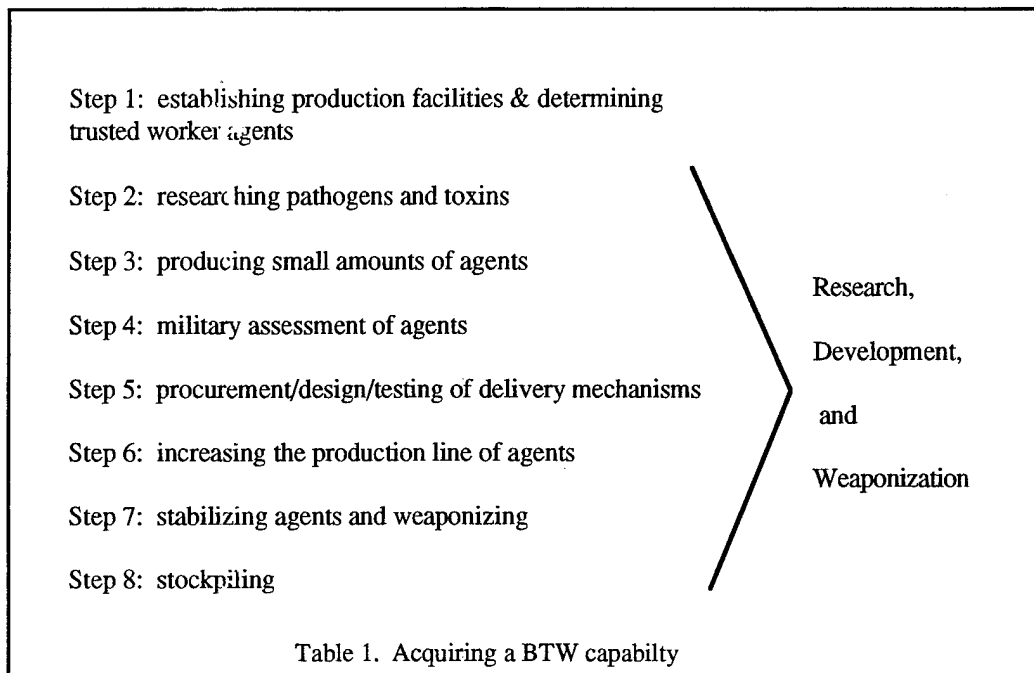 Step 1: establishing production facilities & determining
trusted worker agents
Step 2: researching pathogens and toxins
Step 3: producing small amounts of agents
Step 4: military assessment of agents
Step 5: procurement/design/testing of delivery mechanisms
Step 6: increasing the production line of agents
Step 7: stabilizing agents and weaponizing
Step 8: stockpiling
Research,
Development,
and
Weaponization
Table 1. Acquiring a BTW capabilty